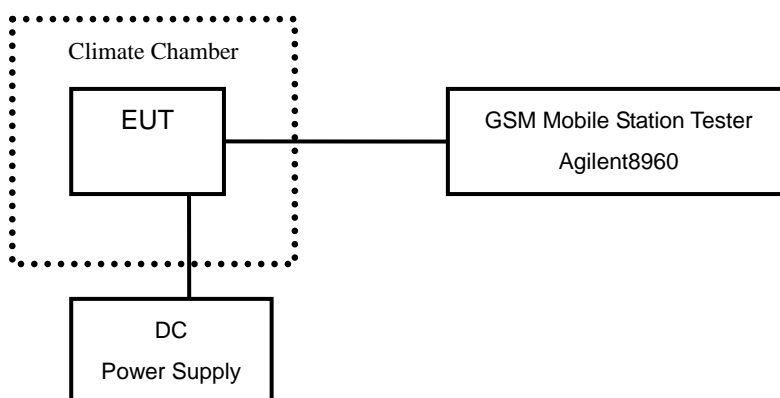 Climate Chamber
EUT
GSM Mobile Station Tester
Agilent8960
DC
Power Supply